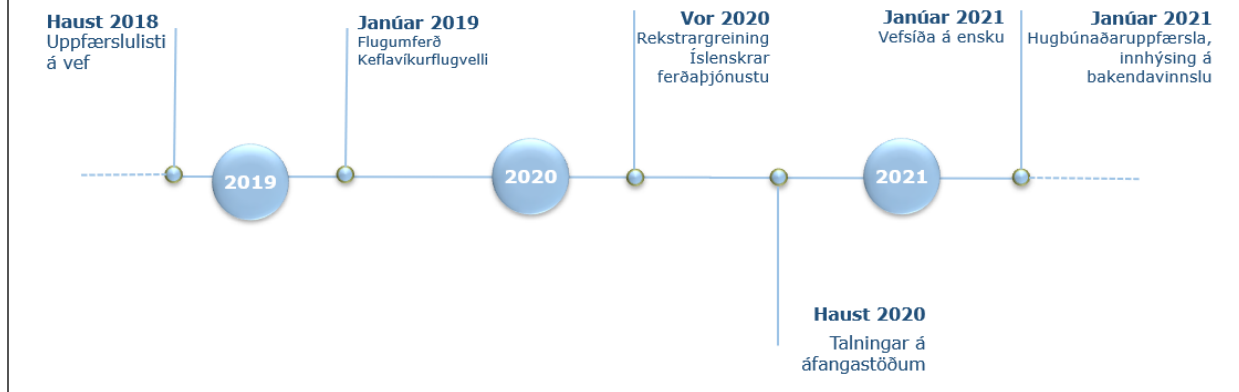 Haust 2018
Uppfærslulisti
á vef
Janúar 2019
Flugumferð
Keflavíkurflugvelli
Vor 2020
Rekstrargreining
Íslenskrar
ferðaþjónustu
Janúar 2021
Vefsíða á ensku
Janúar 2021
Hugbúnaðaruppfærsla,
innhýsing á
bakendavinnslu
2019
2020
2021
Haust 2020
Talningar á
áfangastöðum